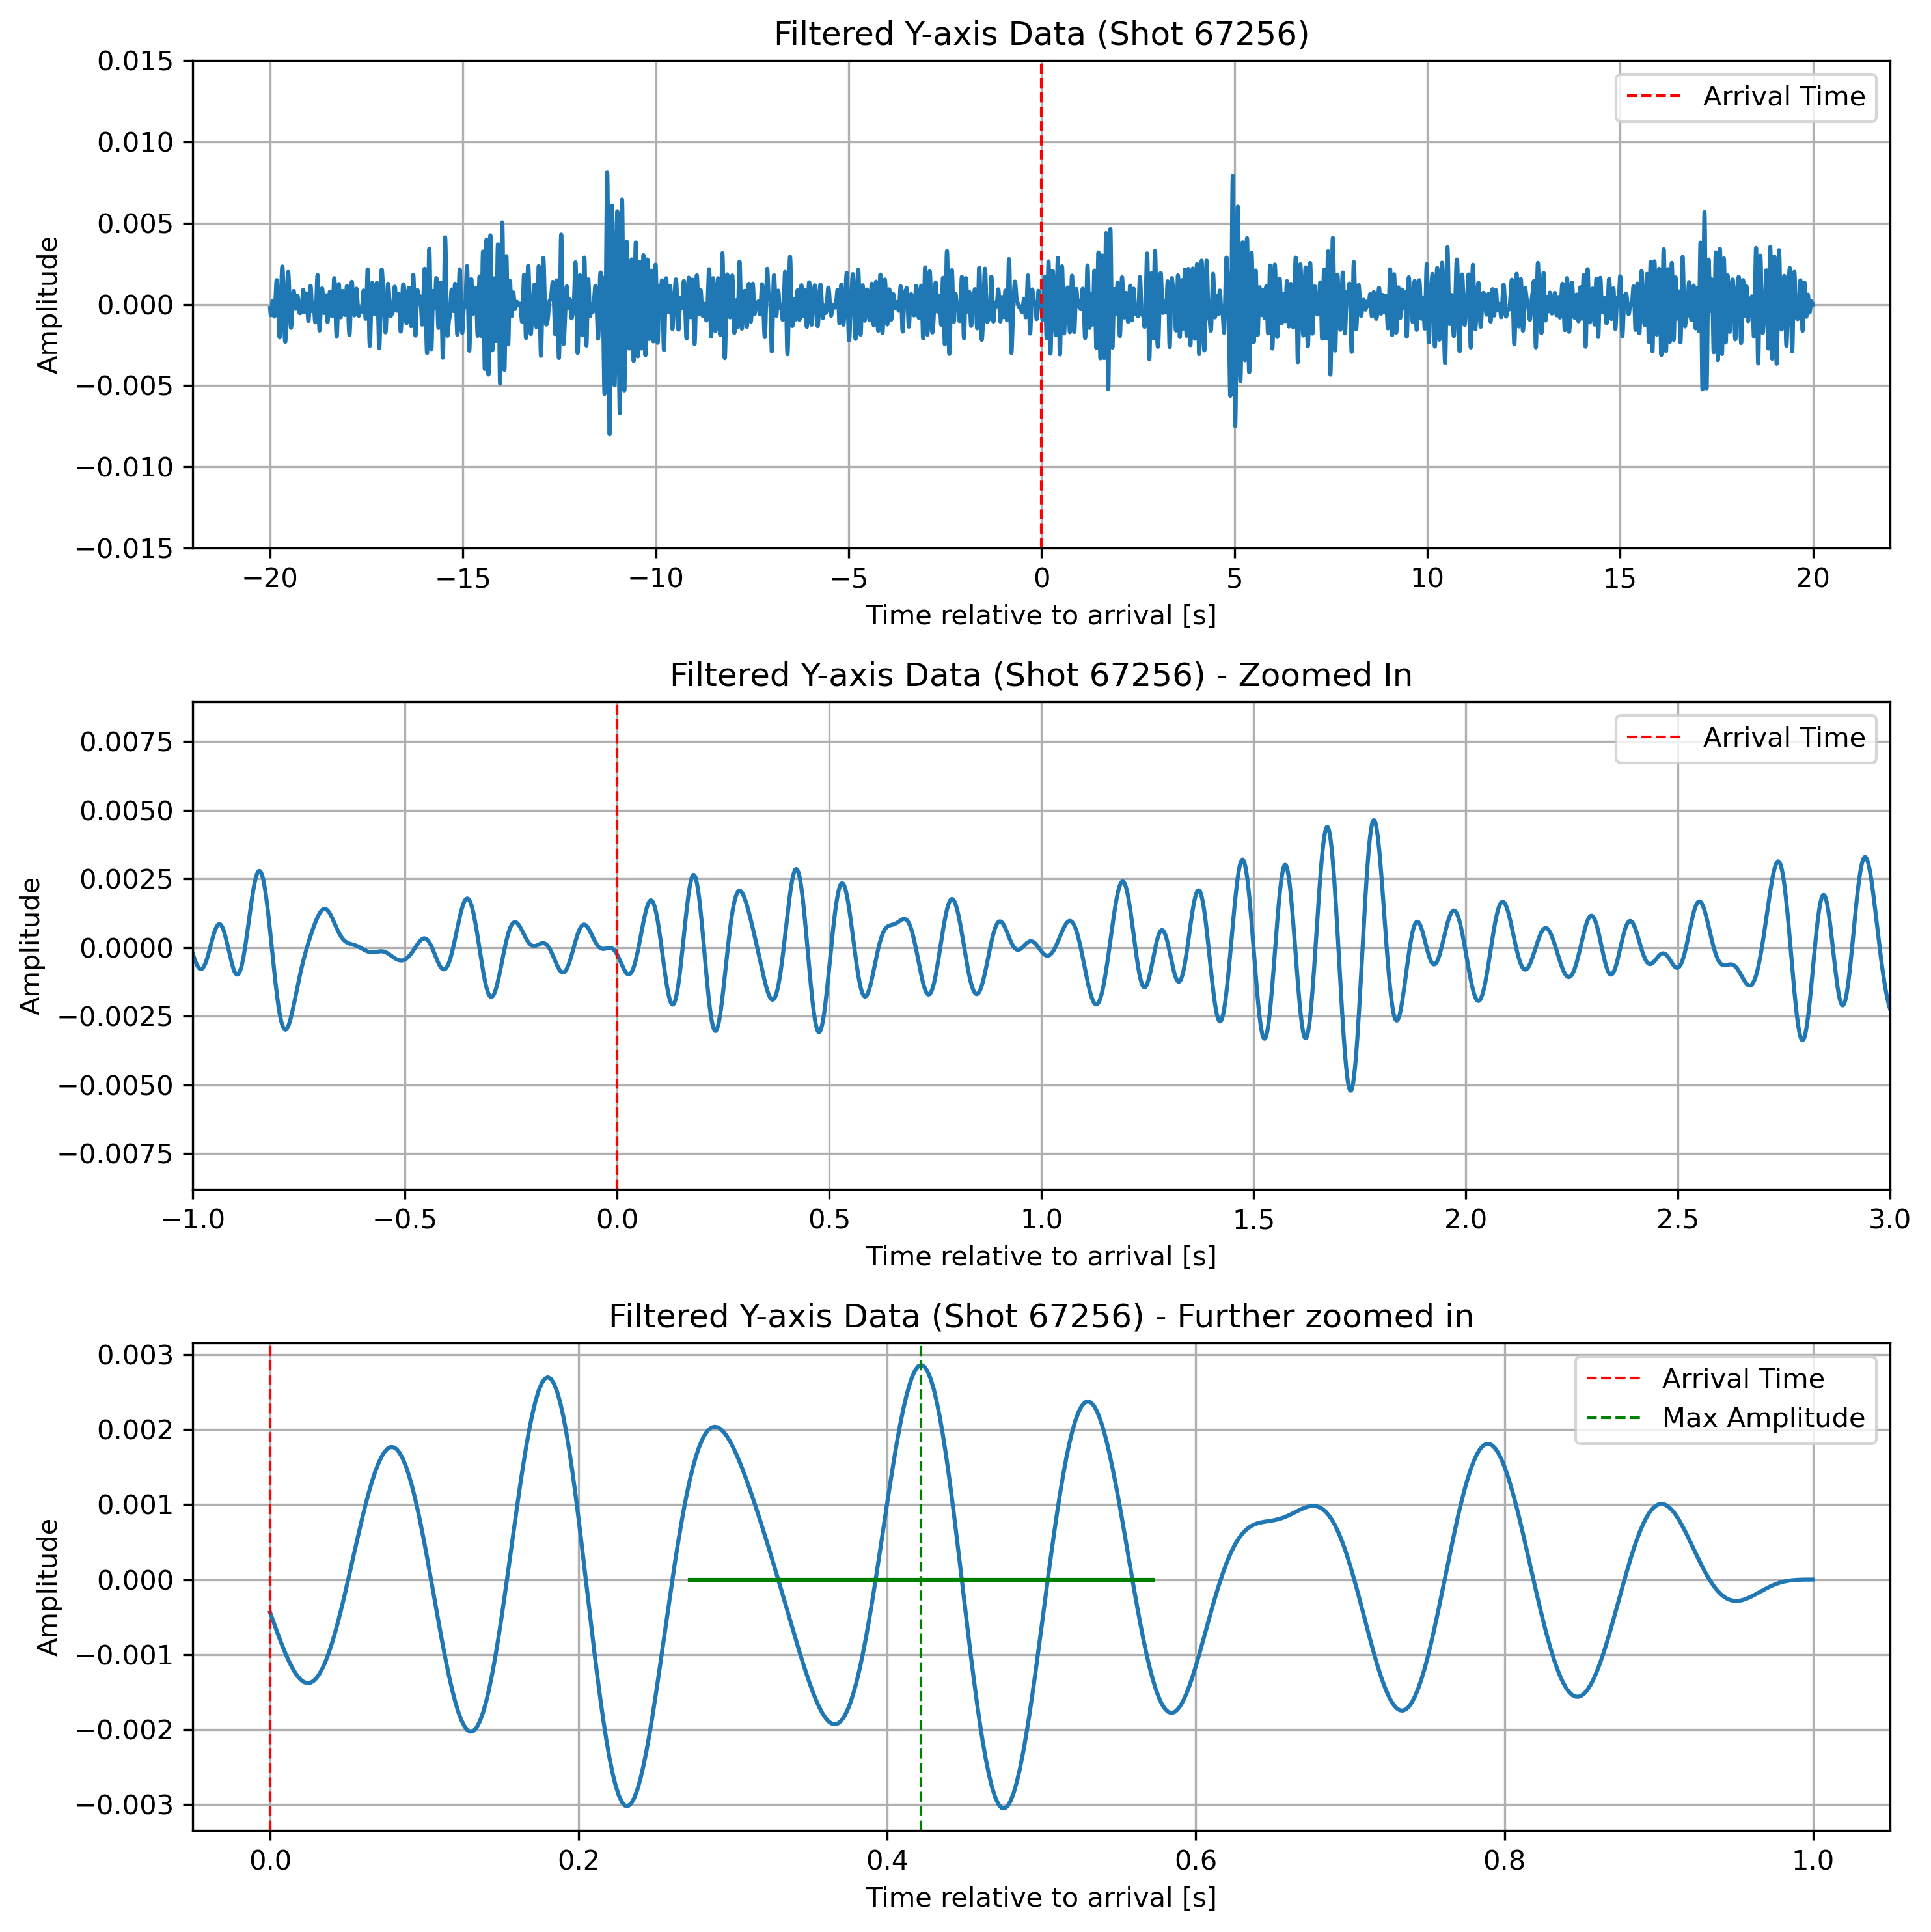 Filtered Y-axis Data (Shot 67256)
0.015
0.010
0.005
0.000
−0.005
−0.010
−0.015
Amplitude
Arrival Time
−20 −15 −10 −5 0 5 10 15 20
Time relative to arrival [s]
Filtered Y-axis Data (Shot 67256) - Zoomed In
0.0075
0.0050
0.0025
0.0000
−0.0025
−0.0050
−0.0075
Amplitude
Arrival Time
−1.0 −0.5 0.0 0.5 1.0 1.5 2.0 2.5 3.0
Time relative to arrival [s]
Filtered Y-axis Data (Shot 67256) - Further zoomed in
0.003
0.002
0.001
0.000
−0.001
−0.002
−0.003
Amplitude
Arrival Time
Max Amplitude
0.0 0.2 0.4 0.6 0.8 1.0
Time relative to arrival [s]